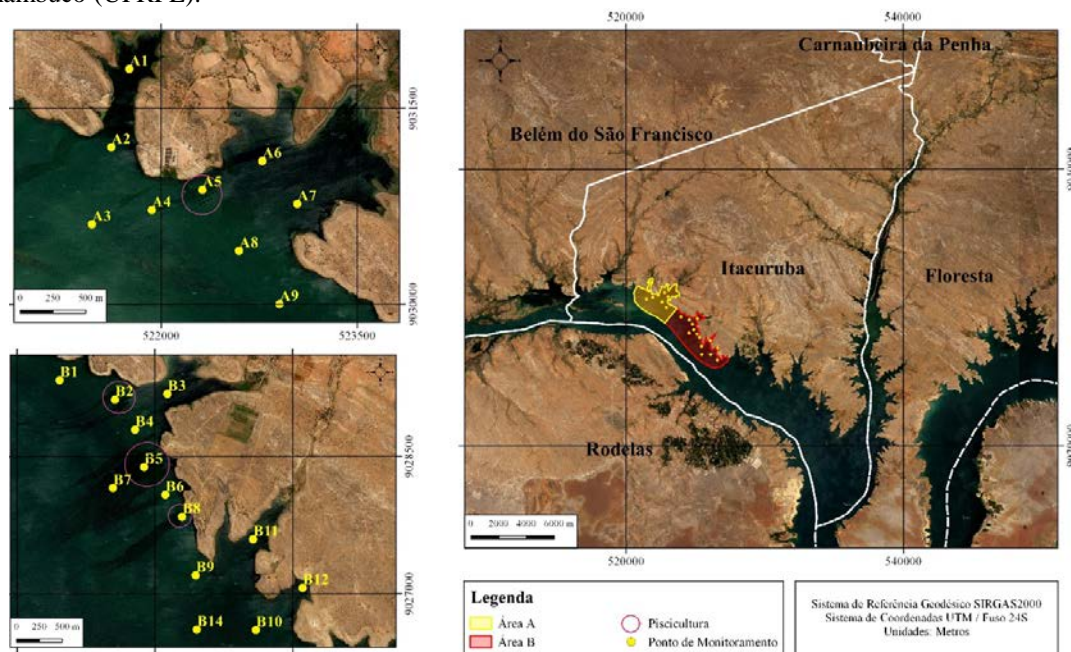 nambuco (UFRPE).
A1
A2
A3
A4
A5
A6
A7
A8
A9
0 250 500 m
522000
523500
9031500
9030000
B1
B2
B3
B4
B5
B6
B7
B8
B9
B10
B11
B12
B14
0 250 500 m
522000
9028500
9027000
520000
540000
Carnaubeira da Penha
Belém do São Francisco
Itacuruba
Floresta
Rodelas
0 2000 4000 6000 m
520000
540000
Legenda
Área A
Área B
Piscicultura
Ponto de Monitoramento
Sistema de Referência Geodésico SIRGAS2000
Sistema de Coordenadas UTM / Fuso 24S
Unidades: Metros